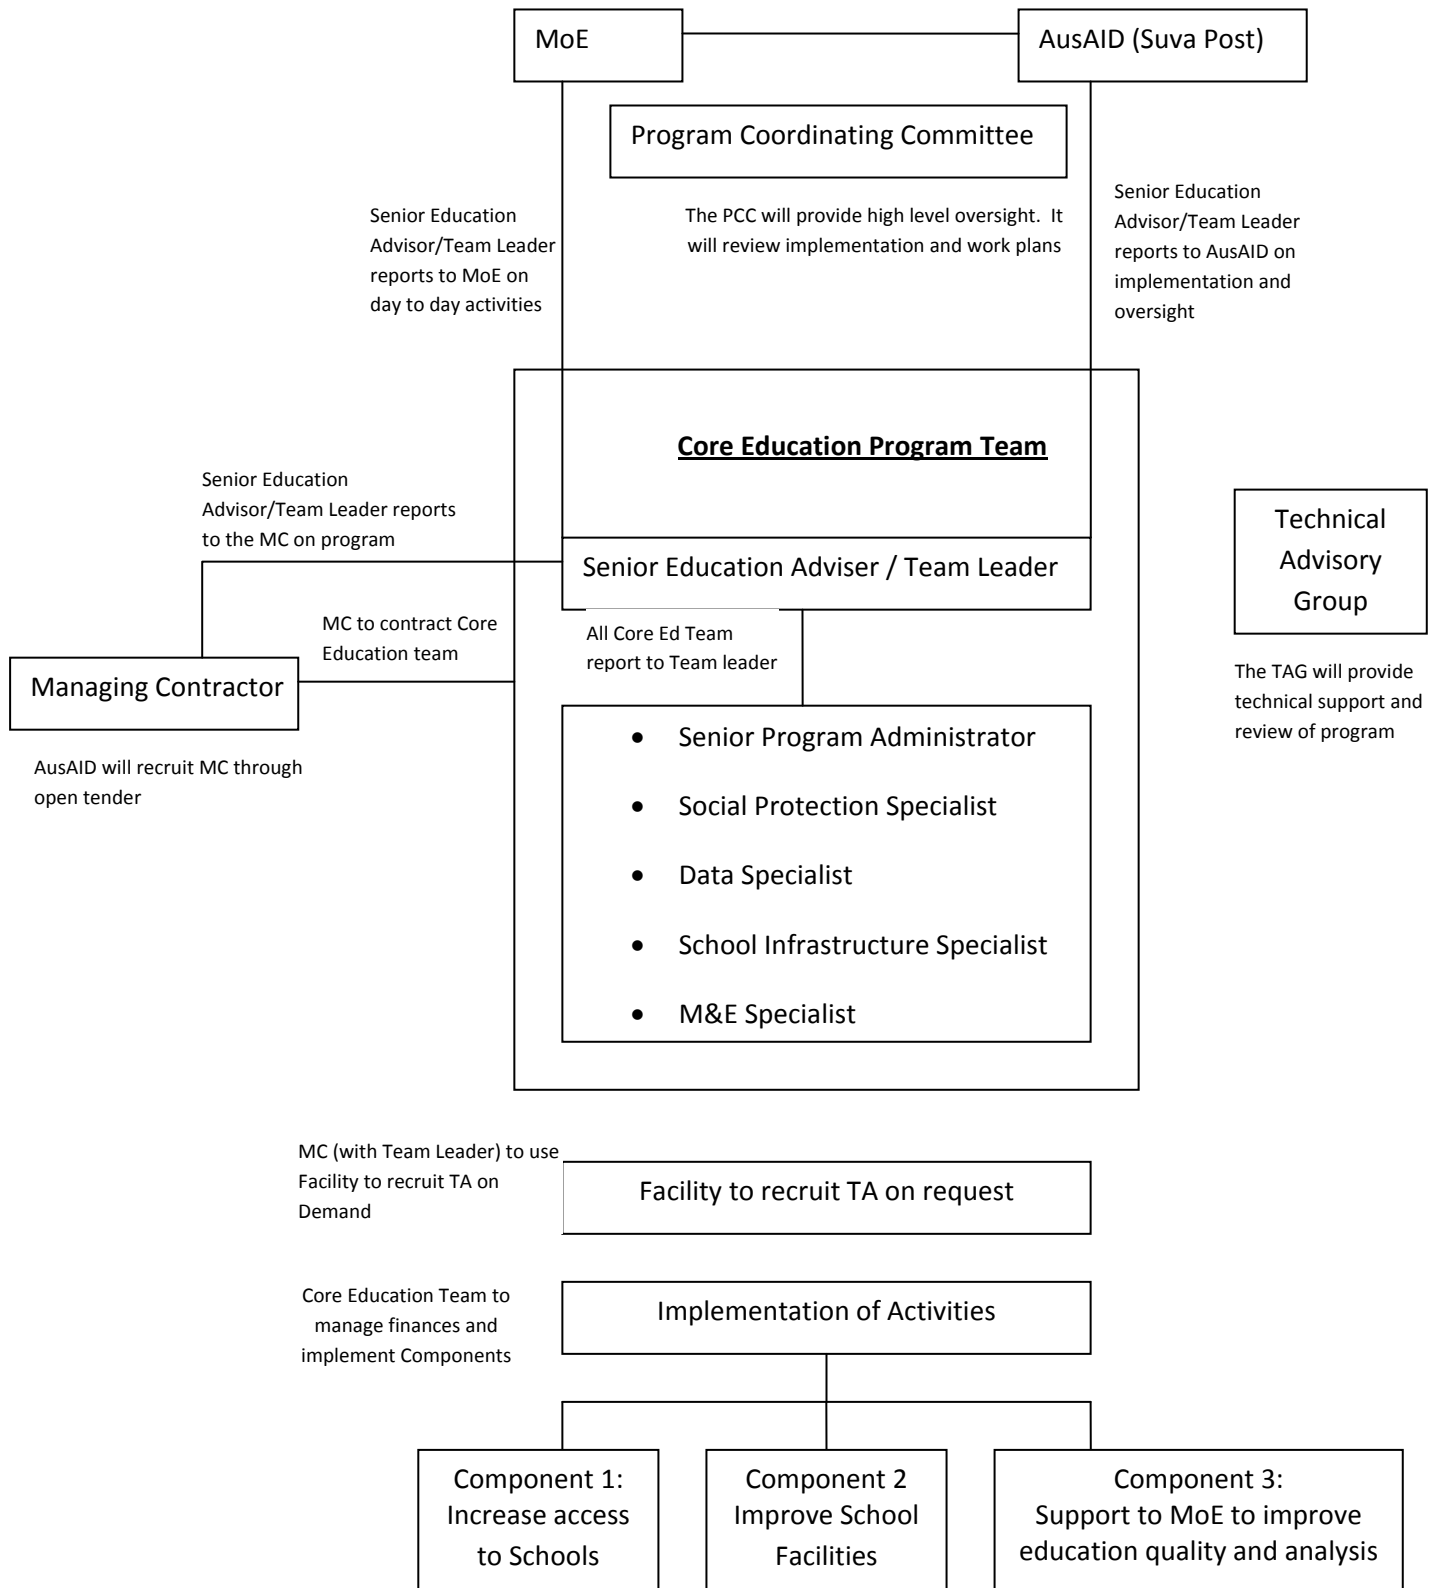 MoE
AusAID (Suva Post)
Program Coordinating Committee
Senior Education
Advisor/Team Leader
reports to MoE on
day to day activities
The PCC will provide high level oversight.  It
will review implementation and work plans
Senior Education
Advisor/Team Leader
reports to AusAID on
implementation and
oversight
Core Education Program Team
Senior Education
Advisor/Team Leader reports
to the MC on program
Senior Education Adviser / Team Leader
Technical
Advisory
Group
MC to contract Core
Education team
All Core Ed Team
report to Team leader
Managing Contractor
The TAG will provide
technical support and
review of program
AusAID will recruit MC through
open tender
• Senior Program Administrator
• Social Protection Specialist
• Data Specialist
• School Infrastructure Specialist
• M&E Specialist
MC (with Team Leader) to use
Facility to recruit TA on
Demand
Facility to recruit TA on request
Core Education Team to
manage finances and
implement Components
Implementation of Activities
Component 1:
Increase access
to Schools
Component 2
Improve School
Facilities
Component 3:
Support to MoE to improve
education quality and analysis